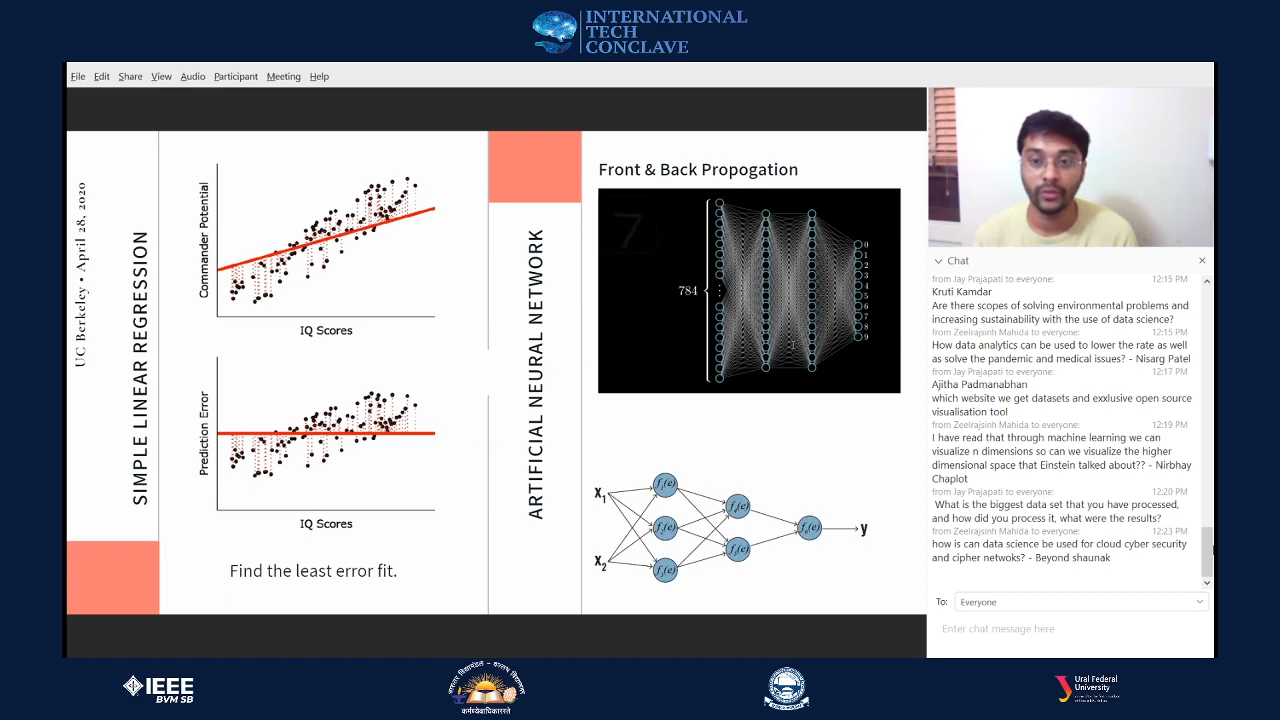 INTERNATIONAL
TECH
CONCLAVE
File Edit Share View Audio Participant Meeting Help
UC Berkeley • April 28, 2020
SIMPLE LINEAR REGRESSION
Commander Potential
IQ Scores
Prediction Error
IQ Scores
Find the least error fit.
ARTIFICIAL NEURAL NETWORK
Front & Back Propogation
7
784
0
1
2
3
4
5
6
7
8
9
X1
X2
f1(e)
f2(e)
f3(e)
f4(e)
f5(e)
f6(e)
y
Chat
from Jay Prajapati to everyone: 12:15 PM
Kruti Kamdar
Are there scopes of solving environmental problems and
increasing sustainability with the use of data science?
from Zeelrajsinh Mahida to everyone: 12:15 PM
How data analytics can be used to lower the rate as well
as solve the pandemic and medical issues? - Nisarg Patel
from Jay Prajapati to everyone: 12:17 PM
Ajitha Padmanabhan
which website we get datasets and exxlusive open source
visualisation tool
from Zeelrajsinh Mahida to everyone: 12:19 PM
I have read that through machine learning we can
visualize n dimensions so can we visualize the higher
dimensional space that Einstein talked about?? - Nirbhay
Chaplot
from Jay Prajapati to everyone: 12:20 PM
What is the biggest data set that you have processed,
and how did you process it, what were the results?
from Zeelrajsinh Mahida to everyone: 12:23 PM
how is can data science be used for cloud cyber security
and cipher netwoks? - Beyond shaunak
To: Everyone
Enter chat message here
IEEE
BVM SB
कर्मण्येवाधिकारस्ते
Ural Federal
University